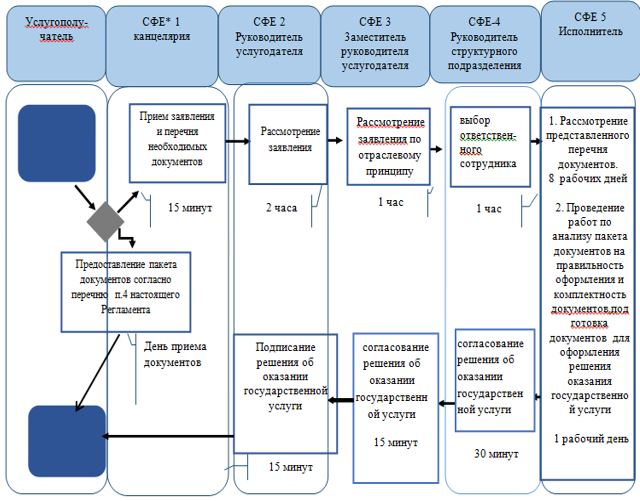 Услугополу-
чатель
СФЕ* 1
канцелярия
СФЕ 2
Руководитель
услугодателя
СФЕ 3
Заместитель
руководителя
услугодателя
СФЕ-4
Руководитель
структурного
подразделения
СФЕ 5
Исполнитель
Прием заявления
и перечня
необходимых
документов
15 минут
Рассмотрение
заявления
2 часа
Рассмотрение
заявления по
отраслевому
принципу
1 час
выбор
ответствен-
ного
сотрудника
1 час
1. Рассмотрение
представленного
перечня
документов.
8 рабочих дней
2. Проведение
работ по
анализу пакета
документов на
правильность
оформления и
комплектность
документов,под
готовка
документов для
оформления
решения
оказания
государственно
й услуги
1 рабочий день
Предоставление пакета
документов согласно
перечню п.4 настоящего
Регламента
День приема
документов
Подписание
решения об
оказании
государственной
услуги
15 минут
согласование
решения об
оказании
государственн
ой услуги
15 минут
согласование
решения об
оказании
государствен
ной услуги
30 минут